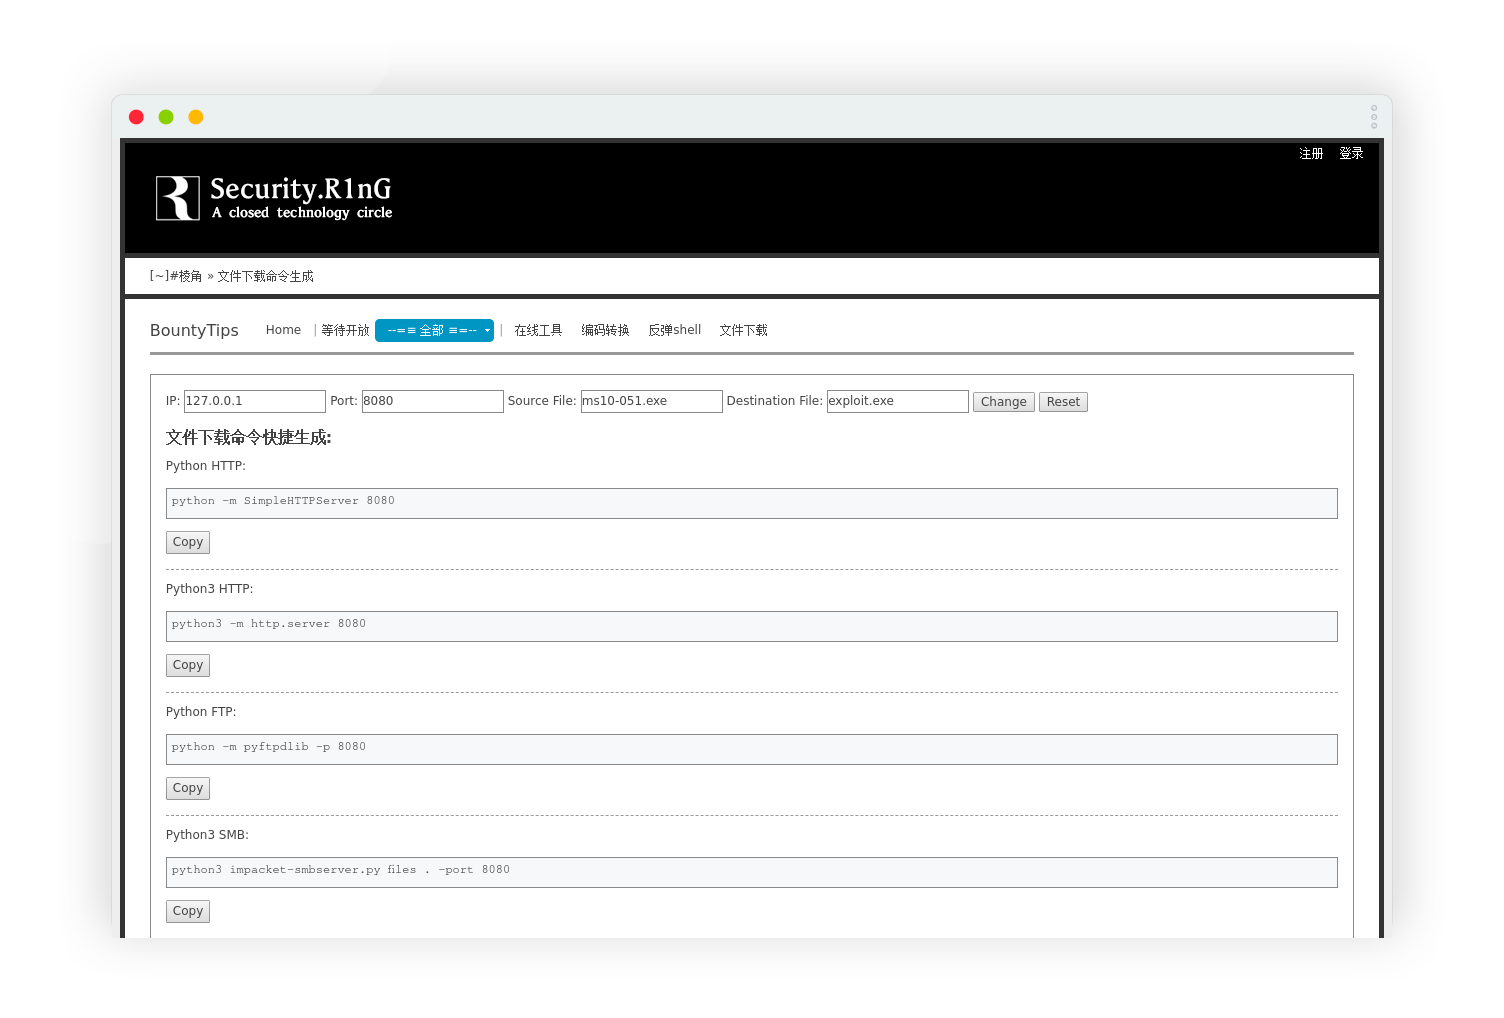 注册 登录
Security.R1nG
A closed technology circle
[~]#棱角 » 文件下载命令生成
BountyTips Home | 等待开放 --=≡ 全部 ≡=-- | 在线工具 编码转换 反弹shell 文件下载
IP: 127.0.0.1 Port: 8080 Source File: ms10-051.exe Destination File: exploit.exe Change Reset
文件下载命令快捷生成:
Python HTTP:
python -m SimpleHTTPServer 8080
Copy
Python3 HTTP:
python3 -m http.server 8080
Copy
Python FTP:
python -m pyftpdlib -p 8080
Copy
Python3 SMB:
python3 impacket-smbserver.py files . -port 8080
Copy